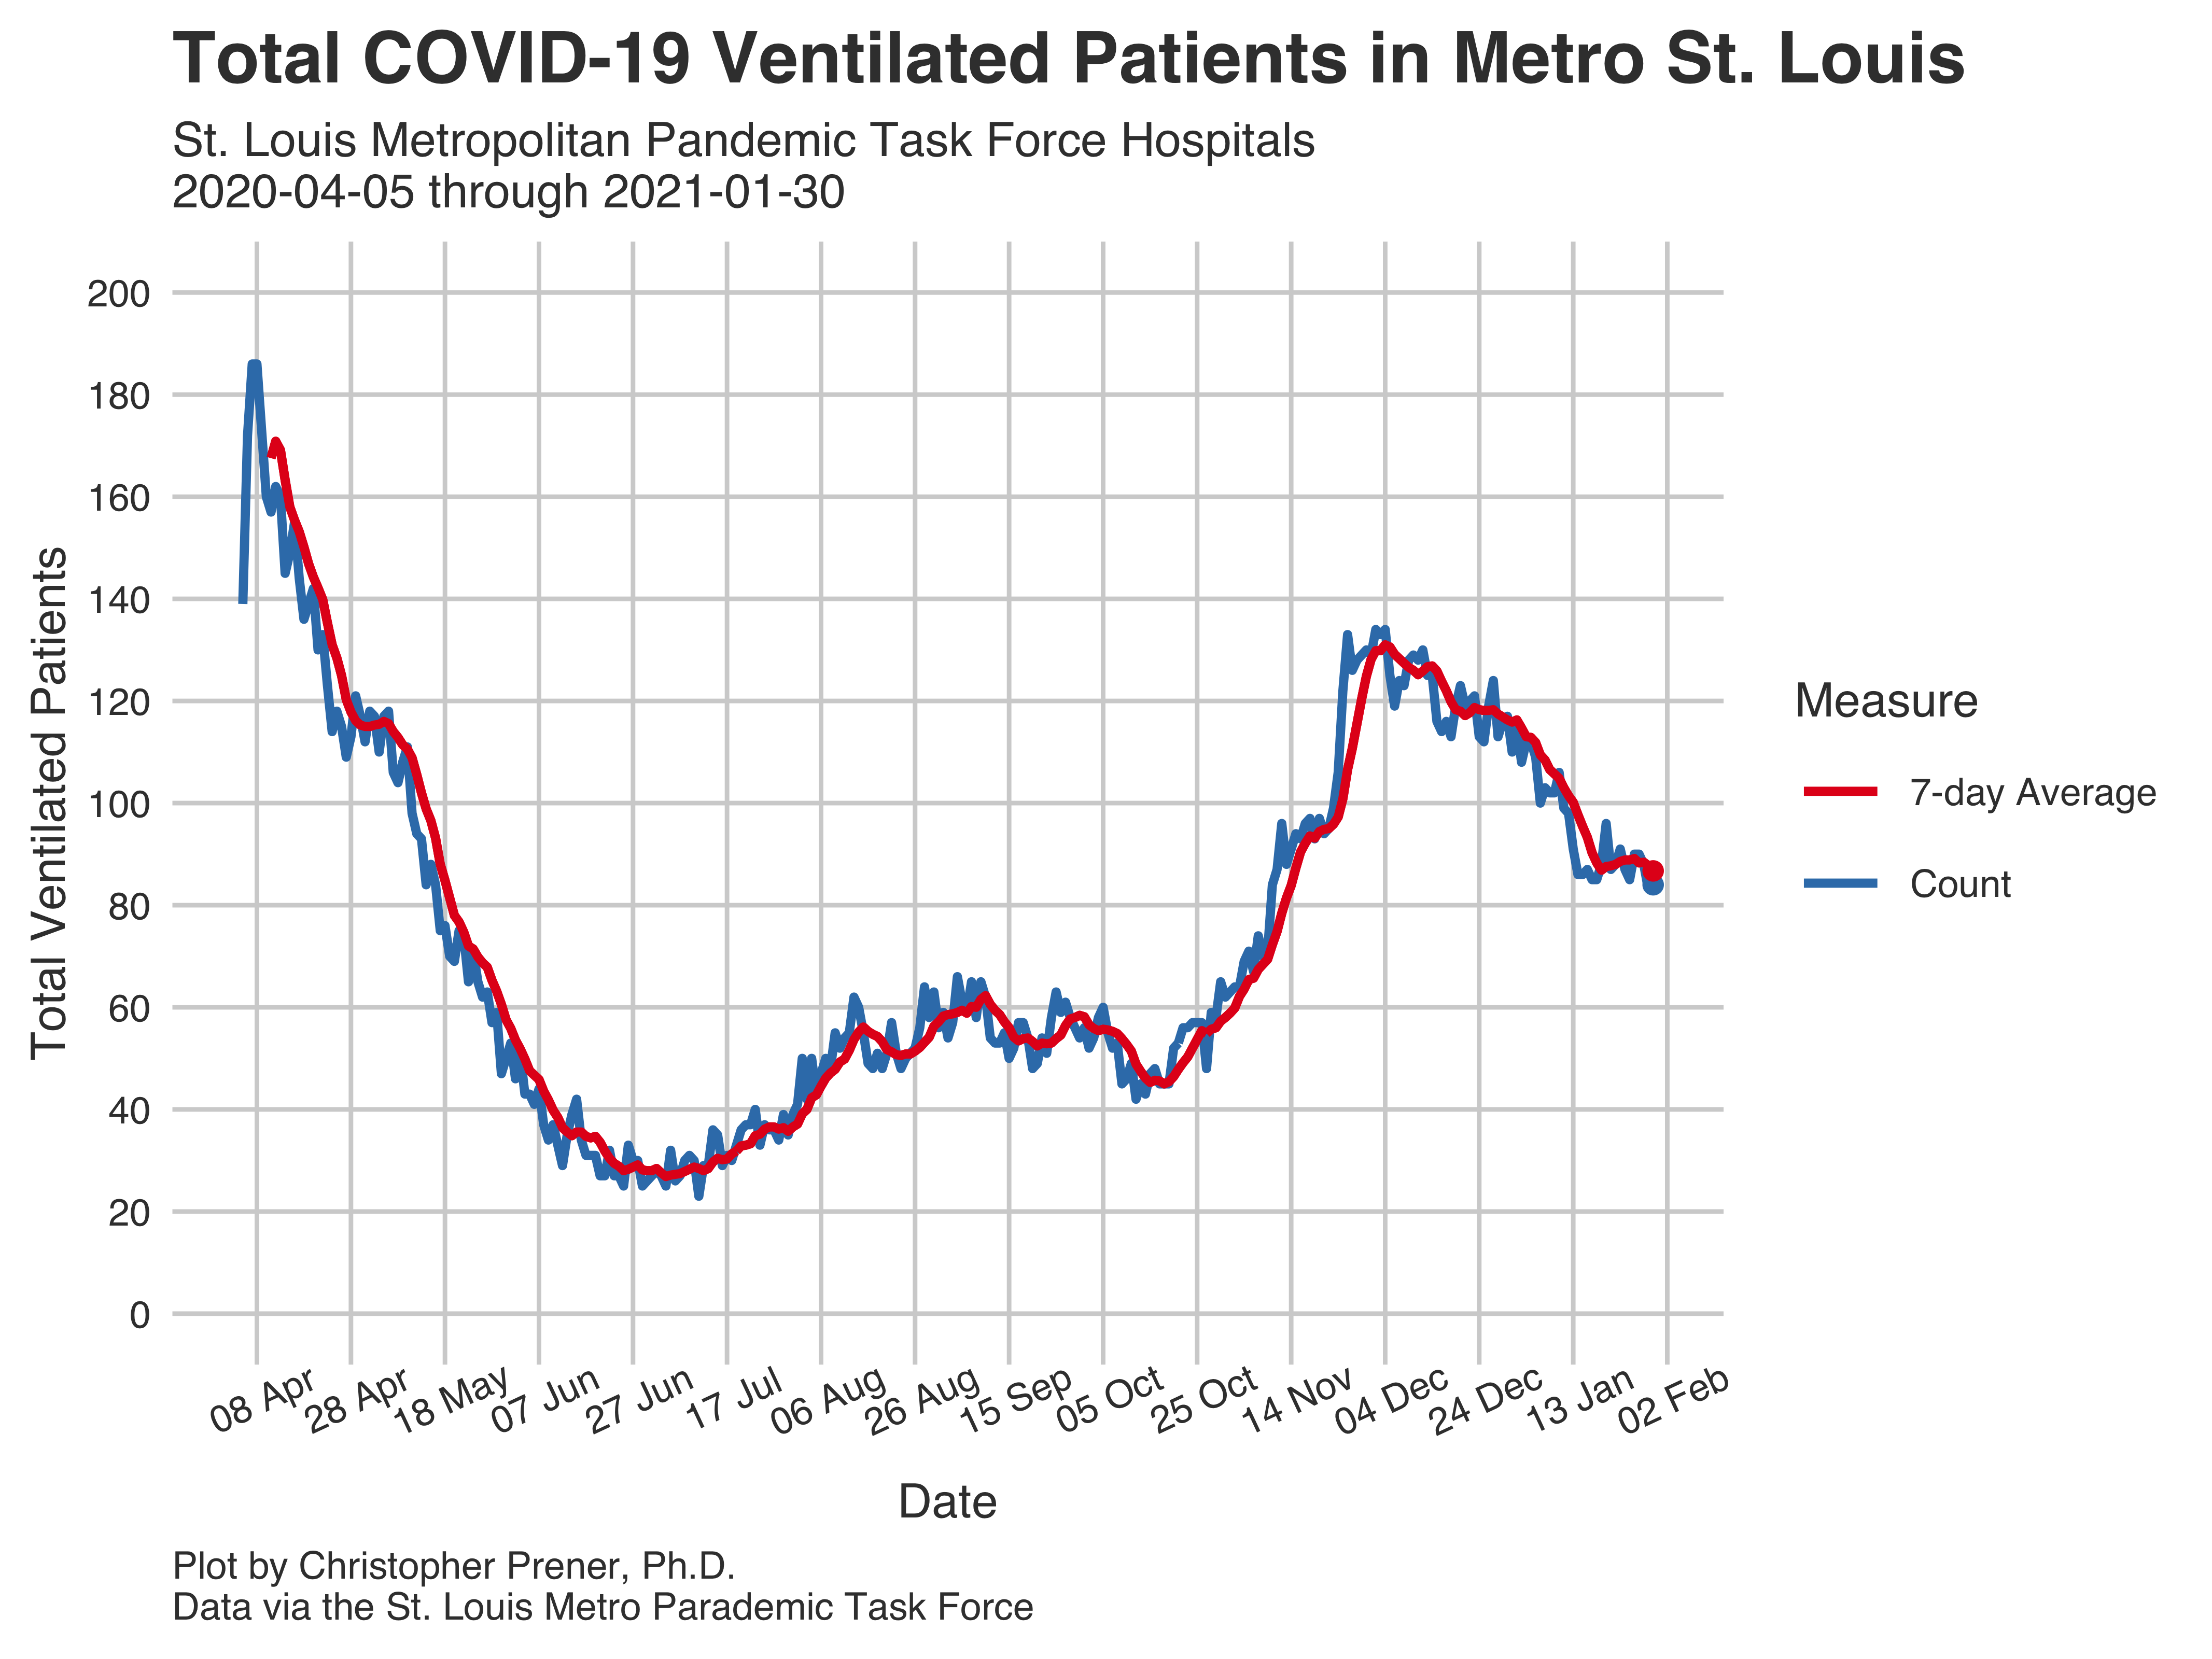 Total COVID-19 Ventilated Patients in Metro St. Louis
St. Louis Metropolitan Pandemic Task Force Hospitals
2020-04-05 through 2021-01-30
Total Ventilated Patients
200
180
160
140
120
100
80
60
40
20
0
08 Apr
28 Apr
18 May
07 Jun
27 Jun
17 Jul
06 Aug
26 Aug
15 Sep
05 Oct
25 Oct
14 Nov
04 Dec
24 Dec
13 Jan
02 Feb
Date
Measure
7-day Average
Count
Plot by Christopher Prener, Ph.D.
Data via the St. Louis Metro Parademic Task Force